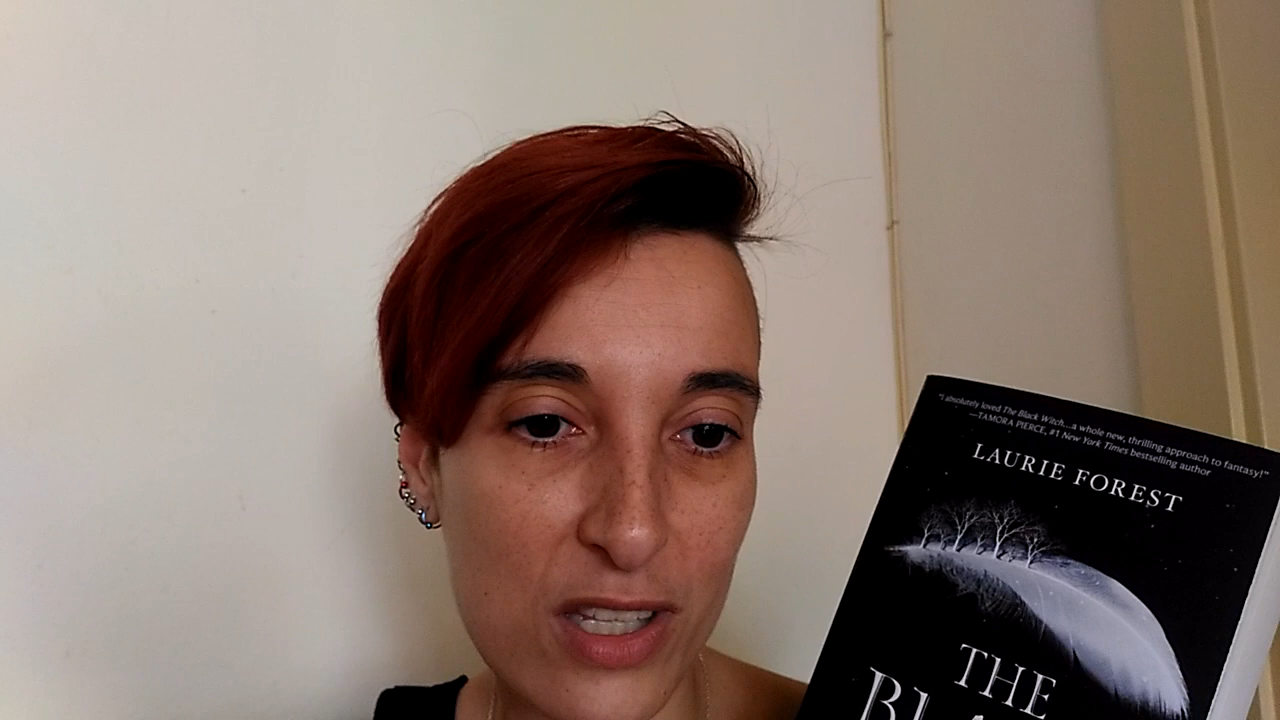 "I absolutely loved The Black Witch...a whole new, thrilling approach to fantasy!"
—TAMORA PIERCE, #1 New York Times bestselling author
LAURIE FOREST
THE
BLA